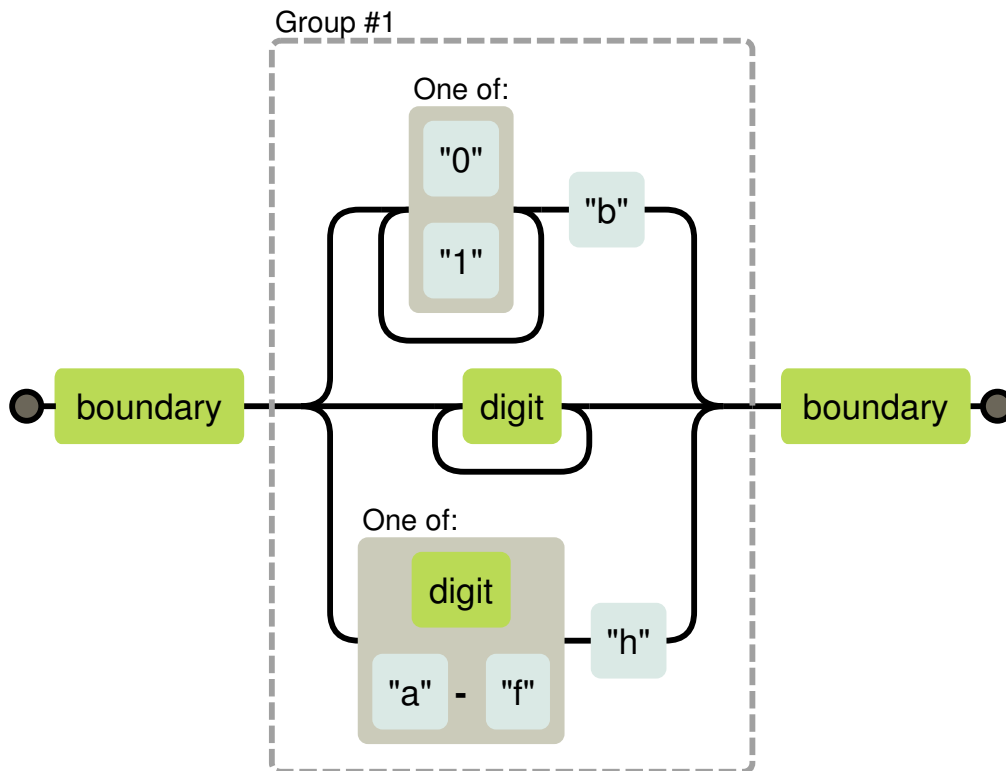 Group #1
One of:
"0"
"b"
"1"
boundary
digit
boundary
One of:
digit
"h"
"a" - "f"